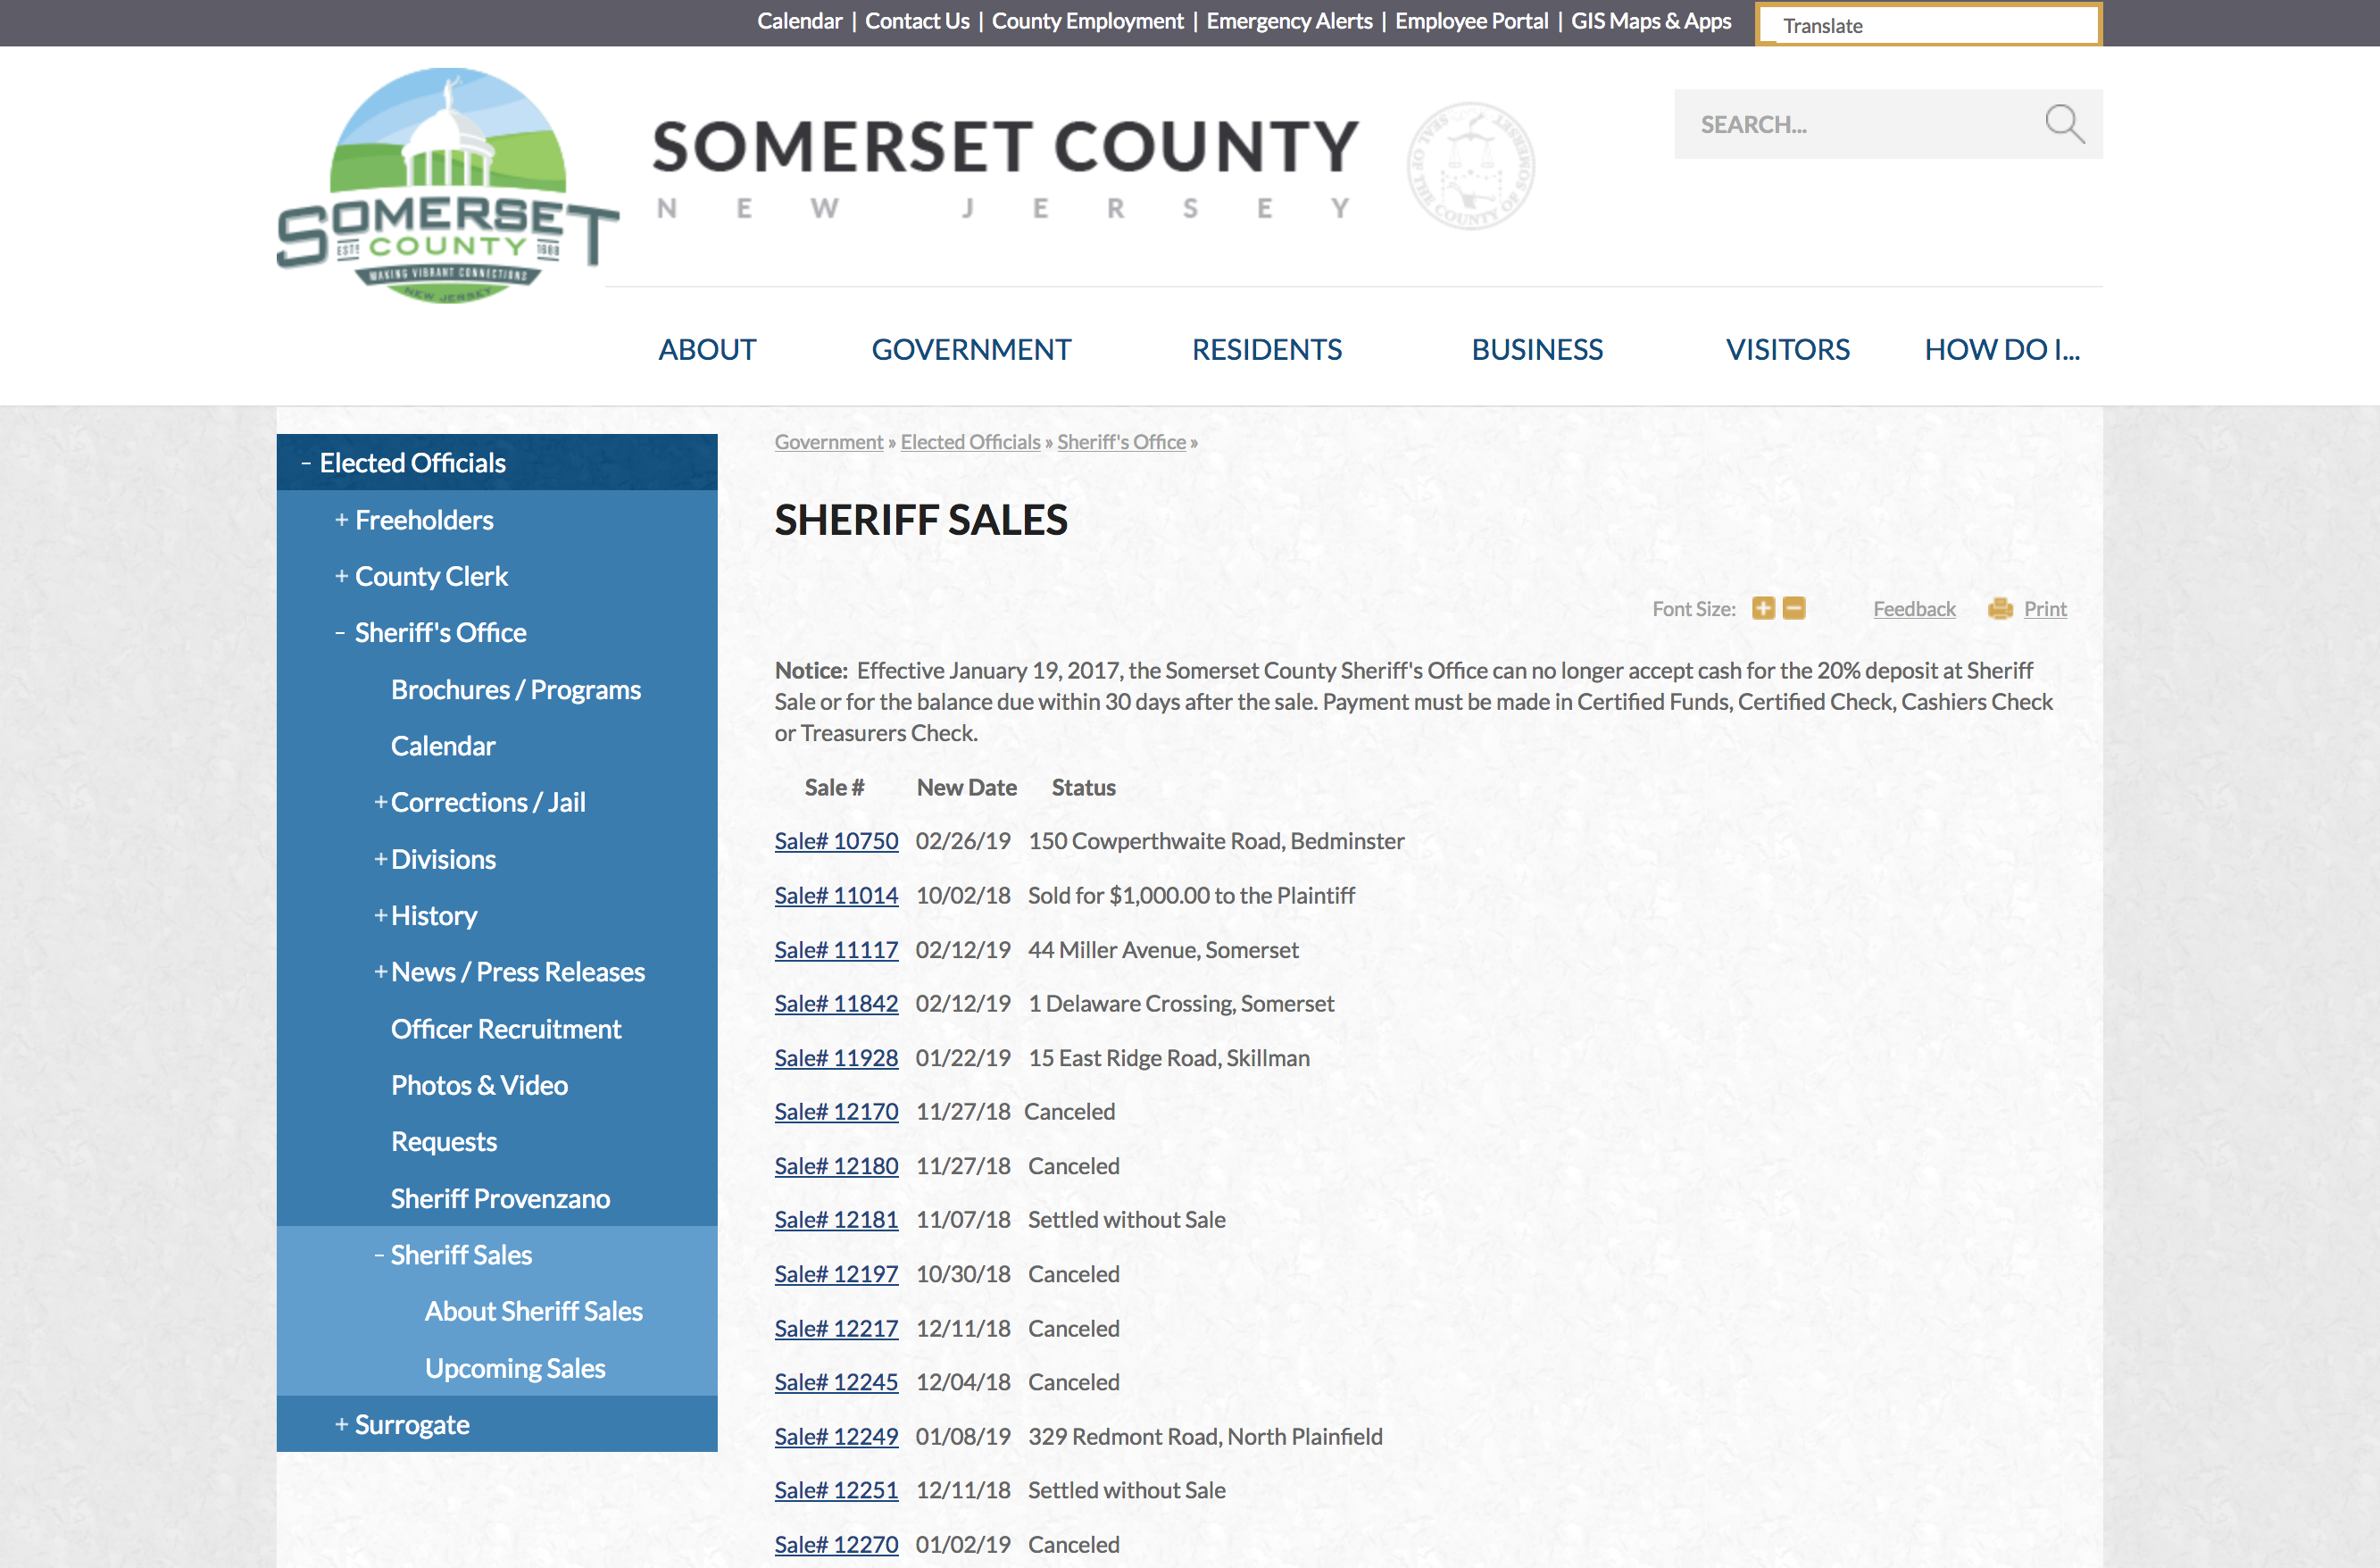 Calendar | Contact Us | County Employment | Emergency Alerts | Employee Portal | GIS Maps & Apps
Translate
SOMERSET
ESTD COUNTY 1688
MAKING VIBRANT CONNECTIONS
NEW JERSEY
SOMERSET COUNTY
NEW JERSEY
SEAL OF THE COUNTY OF SOMERSET
SEARCH...
ABOUT GOVERNMENT RESIDENTS BUSINESS VISITORS HOW DO I...
– Elected Officials
+ Freeholders
+ County Clerk
– Sheriff's Office
Brochures / Programs
Calendar
+ Corrections / Jail
+ Divisions
+ History
+ News / Press Releases
Officer Recruitment
Photos & Video
Requests
Sheriff Provenzano
– Sheriff Sales
About Sheriff Sales
Upcoming Sales
+ Surrogate
Government » Elected Officials » Sheriff's Office »
SHERIFF SALES
Font Size: + – Feedback Print
Notice: Effective January 19, 2017, the Somerset County Sheriff's Office can no longer accept cash for the 20% deposit at Sheriff
Sale or for the balance due within 30 days after the sale. Payment must be made in Certified Funds, Certified Check, Cashiers Check
or Treasurers Check.
Sale # New Date Status
Sale# 10750 02/26/19 150 Cowperthwaite Road, Bedminster
Sale# 11014 10/02/18 Sold for $1,000.00 to the Plaintiff
Sale# 11117 02/12/19 44 Miller Avenue, Somerset
Sale# 11842 02/12/19 1 Delaware Crossing, Somerset
Sale# 11928 01/22/19 15 East Ridge Road, Skillman
Sale# 12170 11/27/18 Canceled
Sale# 12180 11/27/18 Canceled
Sale# 12181 11/07/18 Settled without Sale
Sale# 12197 10/30/18 Canceled
Sale# 12217 12/11/18 Canceled
Sale# 12245 12/04/18 Canceled
Sale# 12249 01/08/19 329 Redmont Road, North Plainfield
Sale# 12251 12/11/18 Settled without Sale
Sale# 12270 01/02/19 Canceled